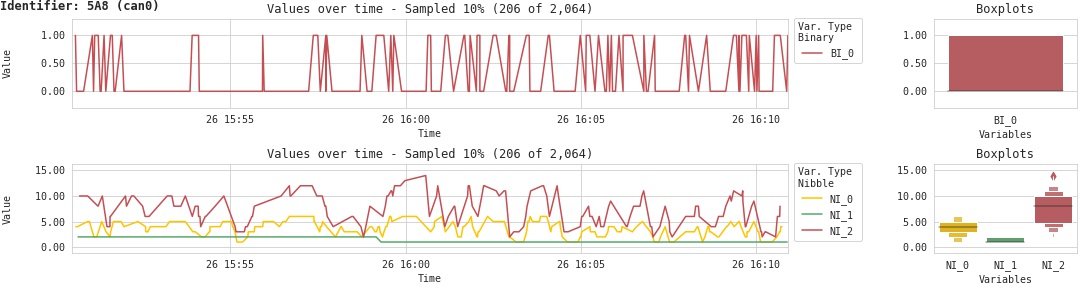 Identifier: 5A8 (can0)
Values over time - Sampled 10% (206 of 2,064)
Boxplots
Value
1.00
0.50
0.00
26 15:55
26 16:00
26 16:05
26 16:10
Time
Var. Type
Binary
BI_0
1.00
0.50
0.00
BI_0
Variables
Values over time - Sampled 10% (206 of 2,064)
Boxplots
Value
15.00
10.00
5.00
0.00
26 15:55
26 16:00
26 16:05
26 16:10
Time
Var. Type
Nibble
NI_0
NI_1
NI_2
15.00
10.00
5.00
0.00
NI_0 NI_1 NI_2
Variables